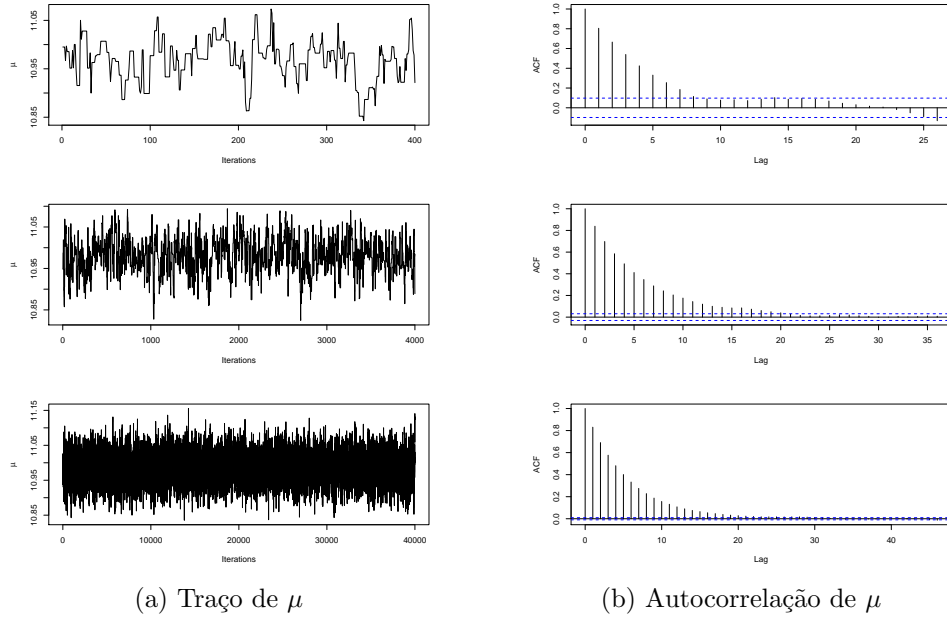 11.05
10.95
10.85
μ
0 100 200 300 400
Iterations
1.0
0.8
0.6
0.4
0.2
0.0
ACF
0 5 10 15 20 25
Lag
11.05
10.95
10.85
μ
0 1000 2000 3000 4000
Iterations
1.0
0.8
0.6
0.4
0.2
0.0
ACF
0 5 10 15 20 25 30 35
Lag
11.15
11.05
10.95
10.85
μ
0 10000 20000 30000 40000
Iterations
1.0
0.8
0.6
0.4
0.2
0.0
ACF
0 10 20 30 40
Lag
(a) Traço de μ
(b) Autocorrelação de μ